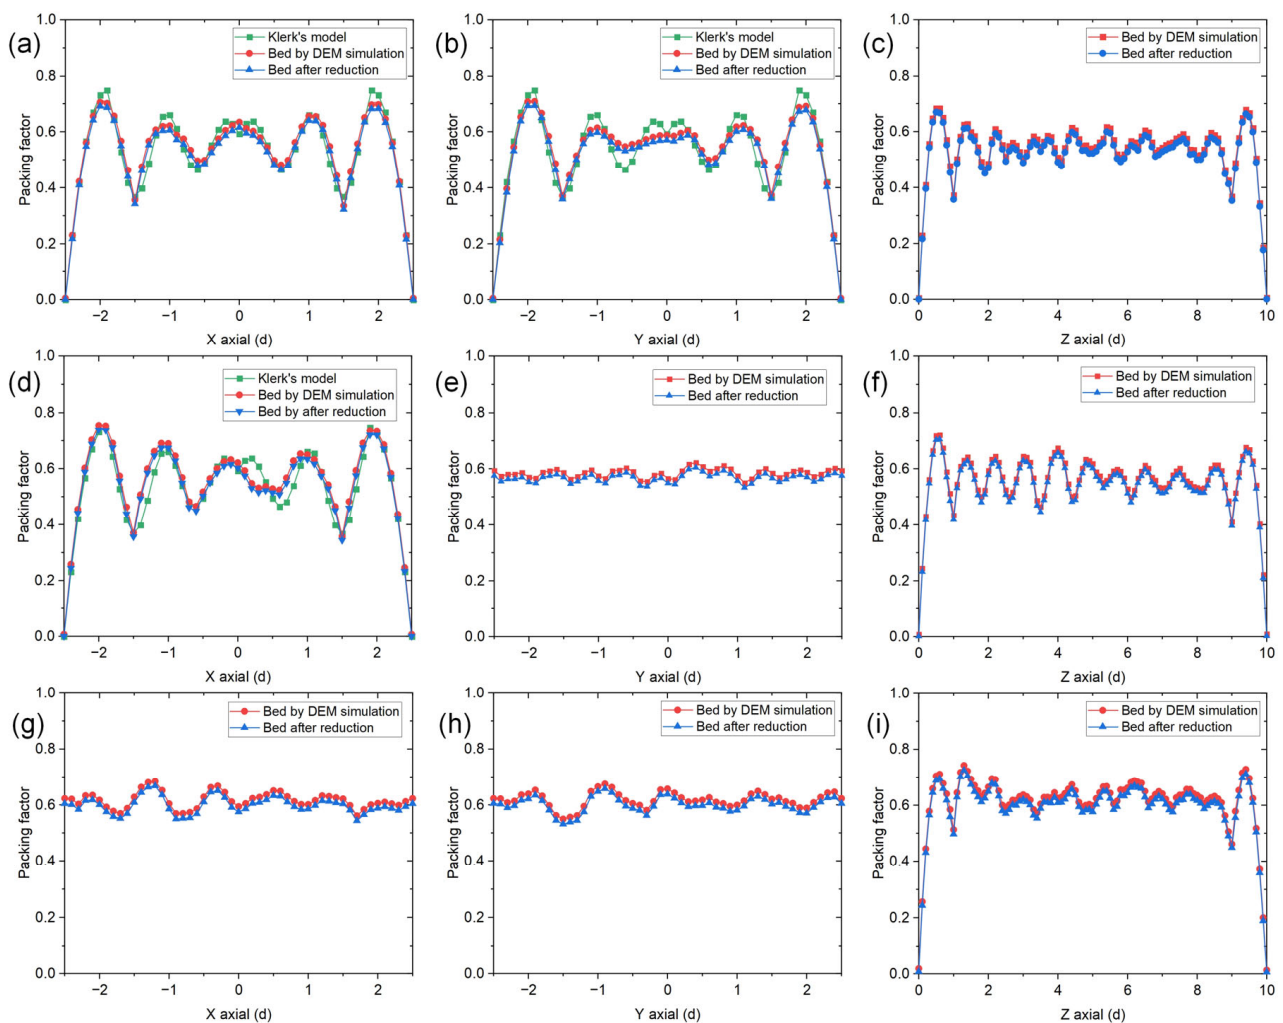 (a)
Klerk's model
Bed by DEM simulation
Bed after reduction
Packing factor
1.0
0.8
0.6
0.4
0.2
0.0
−2 −1 0 1 2
X axial (d)
(b)
Klerk's model
Bed by DEM simulation
Bed after reduction
Packing factor
1.0
0.8
0.6
0.4
0.2
0.0
−2 −1 0 1 2
Y axial (d)
(c)
Bed by DEM simulation
Bed after reduction
Packing factor
1.0
0.8
0.6
0.4
0.2
0.0
0 2 4 6 8 10
Z axial (d)
(d)
Klerk's model
Bed by DEM simulation
Bed by after reduction
Packing factor
1.0
0.8
0.6
0.4
0.2
0.0
−2 −1 0 1 2
X axial (d)
(e)
Bed by DEM simulation
Bed after reduction
Packing factor
1.0
0.8
0.6
0.4
0.2
0.0
−2 −1 0 1 2
Y axial (d)
(f)
Bed by DEM simulation
Bed after reduction
Packing factor
1.0
0.8
0.6
0.4
0.2
0.0
0 2 4 6 8 10
Z axial (d)
(g)
Bed by DEM simulation
Bed after reduction
Packing factor
1.0
0.8
0.6
0.4
0.2
0.0
−2 −1 0 1 2
X axial (d)
(h)
Bed by DEM simulation
Bed after reduction
Packing factor
1.0
0.8
0.6
0.4
0.2
0.0
−2 −1 0 1 2
Y axial (d)
(i)
Bed by DEM simulation
Bed after reduction
Packing factor
1.0
0.8
0.6
0.4
0.2
0.0
0 2 4 6 8 10
Z axial (d)